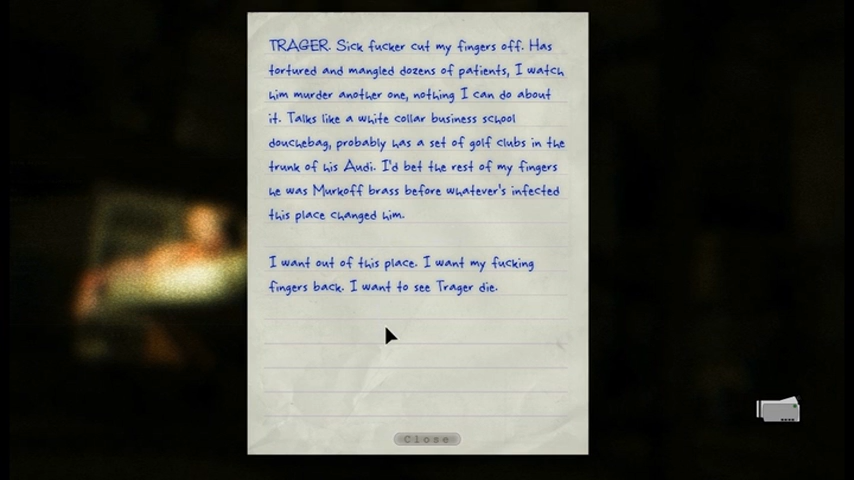 TRAGER. Sick fucker cut my fingers off. Has
tortured and mangled dozens of patients, I watch
him murder another one, nothing I can do about
it. Talks like a white collar business school
douchebag, probably has a set of golf clubs in the
trunk of his Audi. I'd bet the rest of my fingers
he was Murkoff brass before whatever's infected
this place changed him.
I want out of this place. I want my fucking
fingers back. I want to see Trager die.
Close